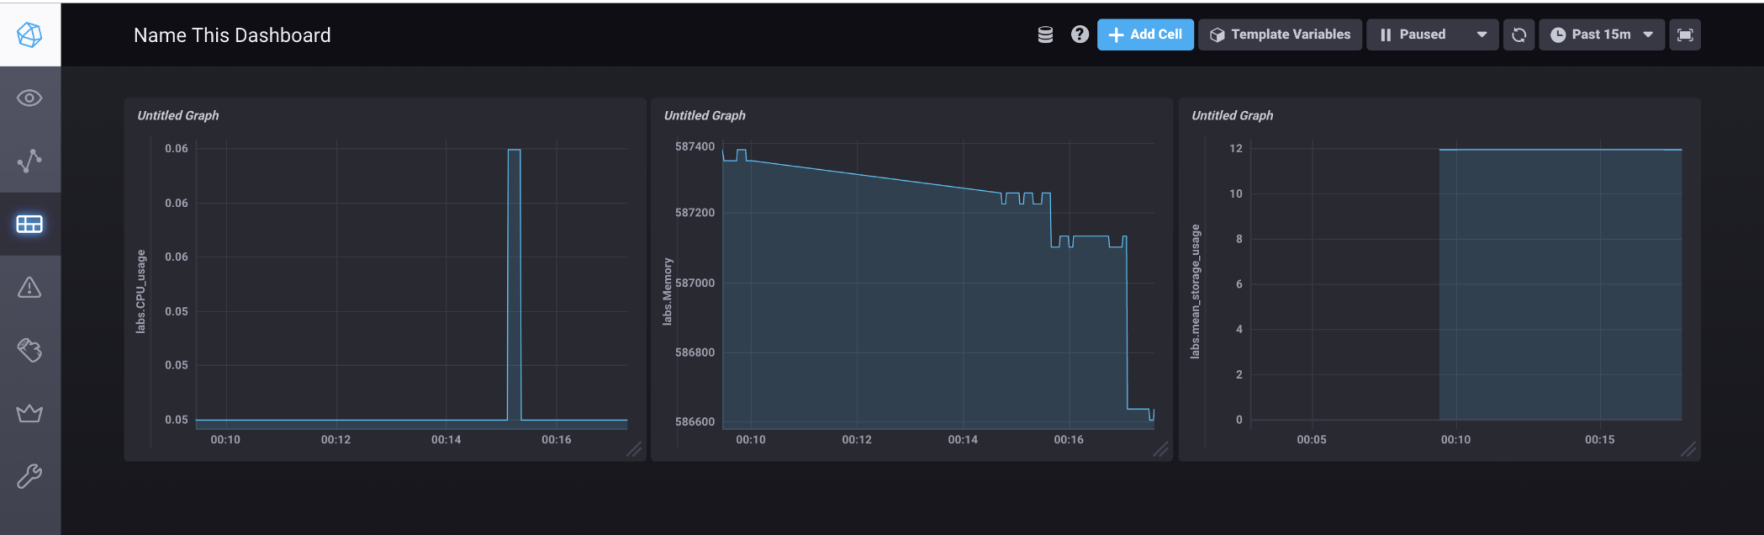 Name This Dashboard
Add Cell
Template Variables
Paused
Past 15m
Untitled Graph
labs.CPU_usage
0.06
0.06
0.06
0.05
0.05
0.05
00:10 00:12 00:14 00:16
Untitled Graph
labs.Memory
587400
587200
587000
586800
586600
00:10 00:12 00:14 00:16
Untitled Graph
labs.mean_storage_usage
12
10
8
6
4
2
0
00:05 00:10 00:15